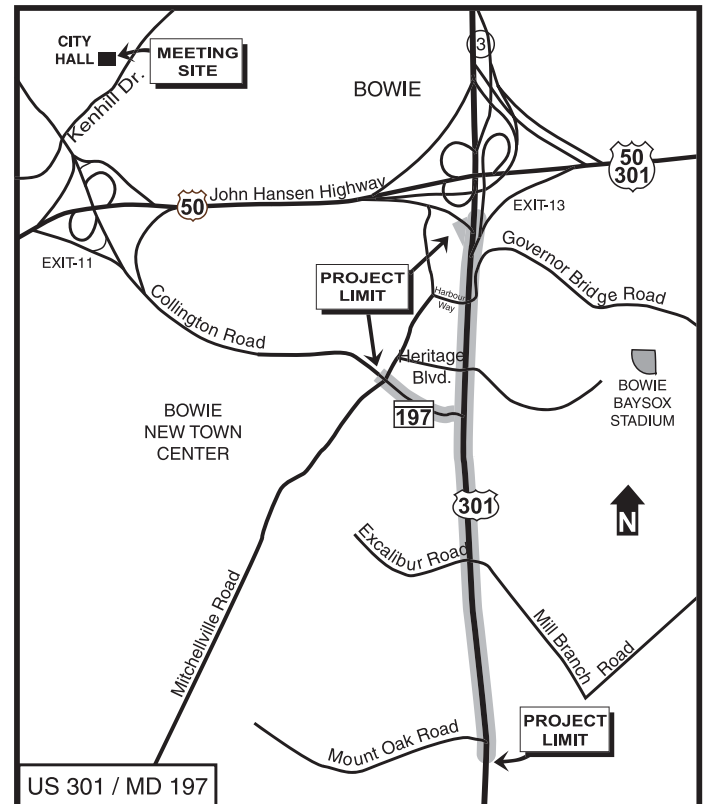 CITY
HALL
MEETING
SITE
Kenhill Dr.
3
BOWIE
50
301
John Hansen Highway
50
EXIT-13
EXIT-11
Governor Bridge Road
PROJECT
LIMIT
Harbour
Way
Collington Road
Heritage
Blvd.
BOWIE
BAYSOX
STADIUM
BOWIE
NEW TOWN
CENTER
197
301
N
Excalibur Road
Mill Branch Road
Mitchellville Road
Mount Oak Road
PROJECT
LIMIT
US 301 / MD 197